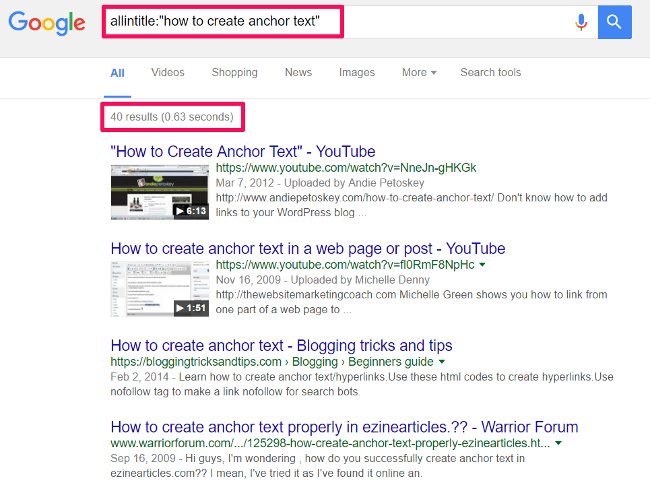 Google
allintitle:"how to create anchor text"
All Videos Shopping News Images More Search tools
40 results (0.63 seconds)
"How to Create Anchor Text" - YouTube
https://www.youtube.com/watch?v=NneJn-gHKGk
Mar 7, 2012 - Uploaded by Andie Petoskey
http://www.andiepetoskey.com/how-to-create-anchor-text/ Don't know how to add
links to your WordPress blog ...
6:13
How to create anchor text in a web page or post - YouTube
https://www.youtube.com/watch?v=fI0RmF8NpHc
Nov 16, 2009 - Uploaded by Michelle Denny
http://thewebsitemarketingcoach.com Michelle Green shows you how to link from
one part of a web page to ...
1:51
How to create anchor text - Blogging tricks and tips
https://bloggingtricksandtips.com › Blogging › Beginners guide
Feb 2, 2014 - Learn how to create anchor text/hyperlinks.Use these html codes to create hyperlinks.Use
nofollow tag to make a link nofollow for search bots.
How to create anchor text properly in ezinearticles.?? - Warrior Forum
www.warriorforum.com/.../125298-how-create-anchor-text-properly-ezinearticles.ht...
Sep 16, 2009 - Hi guys, I'm wondering , how do you successfully create anchor text in
ezinearticles.com?? I mean, I've tried it as I've found it online an.